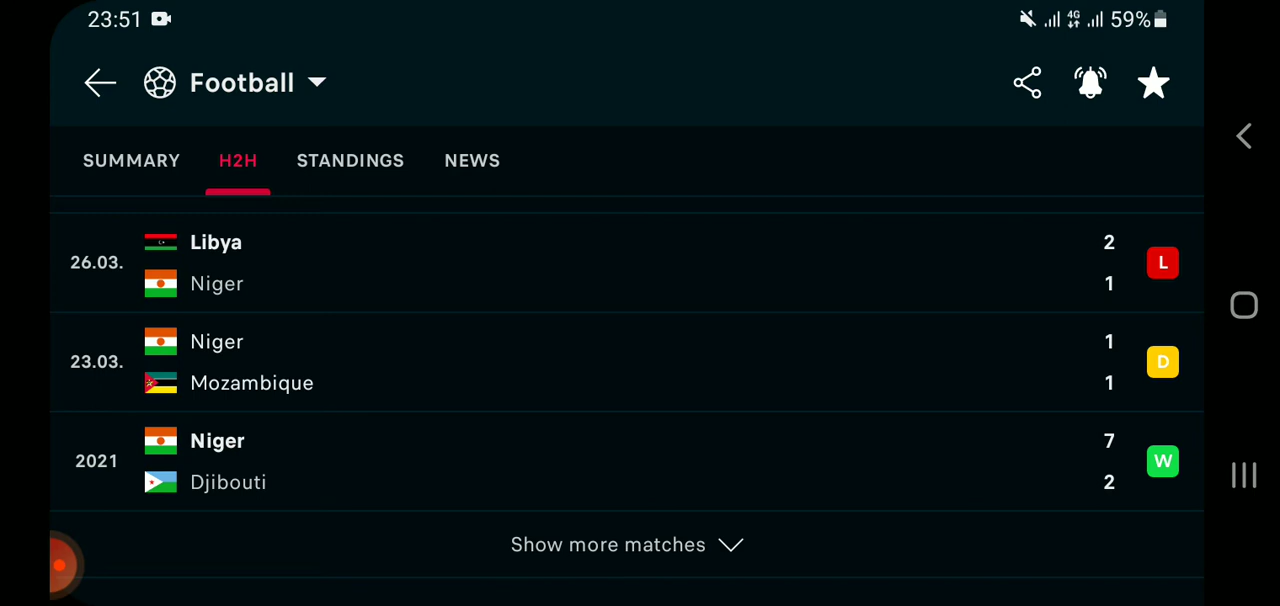 23:51 4G 59%
Football
SUMMARY H2H STANDINGS NEWS
26.03. Libya 2 L
Niger 1
23.03. Niger 1 D
Mozambique 1
2021 Niger 7 W
Djibouti 2
Show more matches